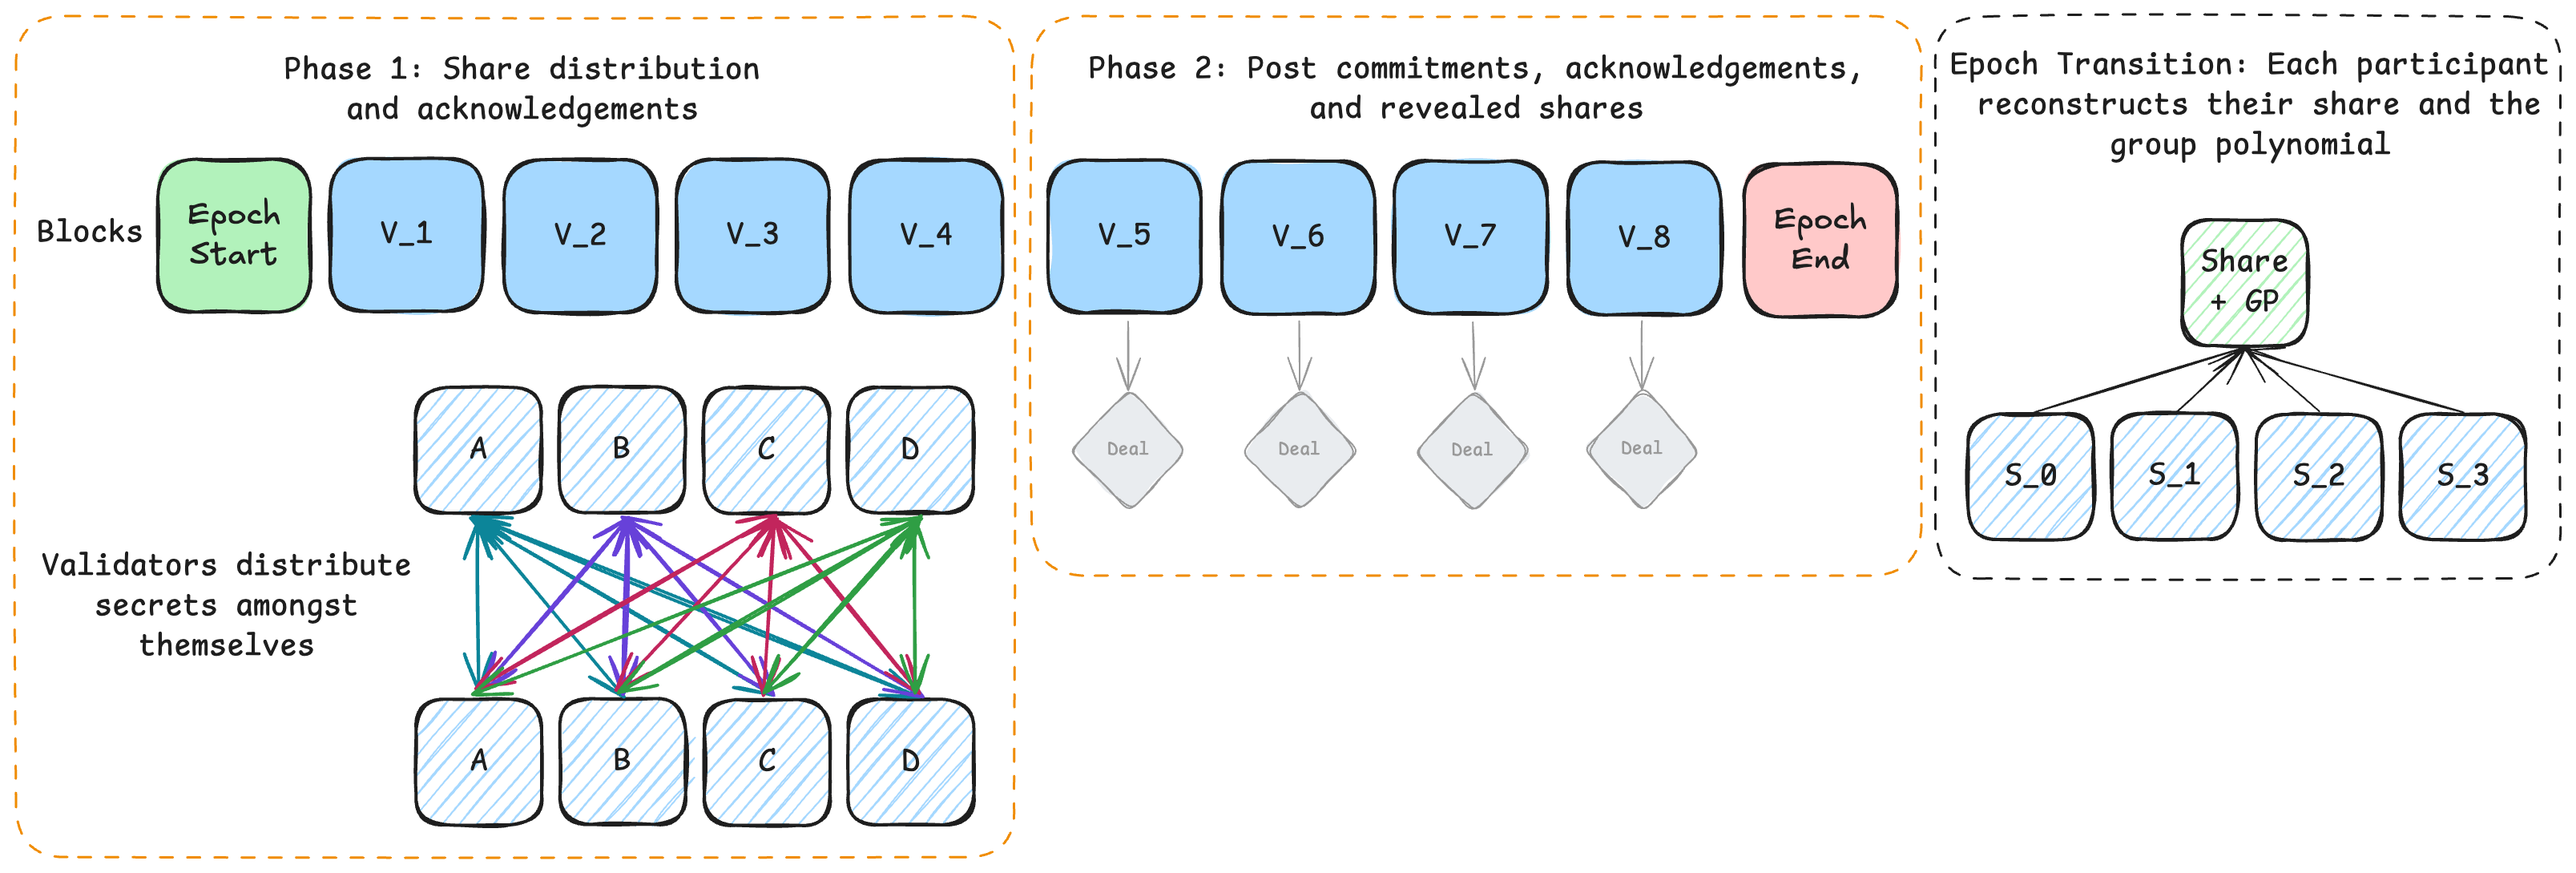 Phase 1: Share distribution
and acknowledgements
Blocks
Epoch
Start
V_1
V_2
V_3
V_4
A
B
C
D
Validators distribute
secrets amongst
themselves
A
B
C
D
Phase 2: Post commitments, acknowledgements,
and revealed shares
V_5
V_6
V_7
V_8
Epoch
End
Deal
Deal
Deal
Deal
Epoch Transition: Each participant
reconstructs their share and the
group polynomial
Share
+ GP
S_0
S_1
S_2
S_3